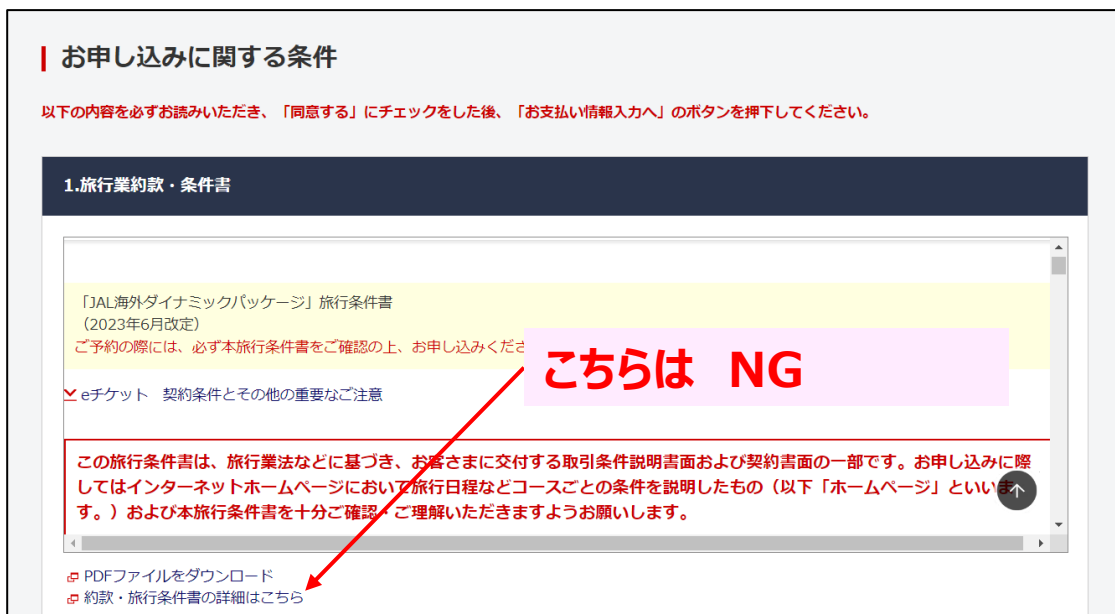 お申し込みに関する条件
以下の内容を必ずお読みいただき、「同意する」にチェックをした後、「お支払い情報入力へ」のボタンを押下してください。
1.旅行業約款・条件書
「JAL海外ダイナミックパッケージ」旅行条件書
（2023年6月改定）
ご予約の際には、必ず本旅行条件書をご確認の上、お申し込みくださ
こちらは　NG
eチケット　契約条件とその他の重要なご注意
この旅行条件書は、旅行業法などに基づき、お客さまに交付する取引条件説明書面および契約書面の一部です。お申し込みに際
してはインターネットホームページにおいて旅行日程などコースごとの条件を説明したもの（以下「ホームページ」といいま
す。）および本旅行条件書を十分ご確認・ご理解いただきますようお願いします。
PDFファイルをダウンロード
約款・旅行条件書の詳細はこちら